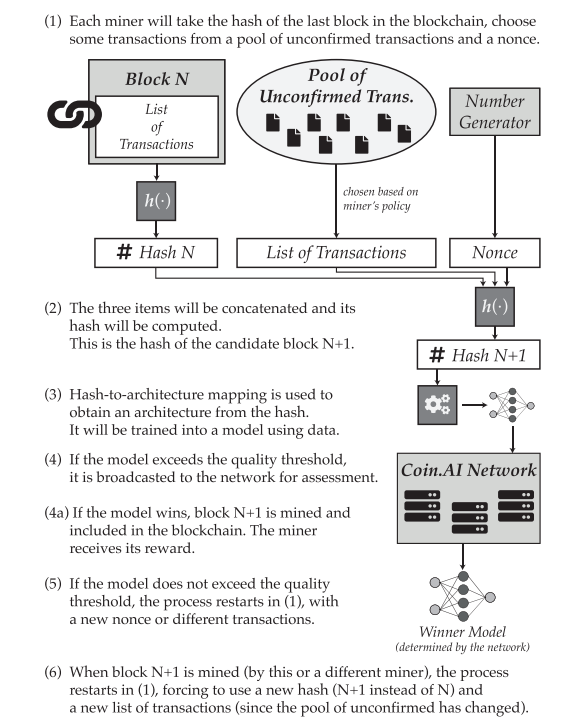 (1) Each miner will take the hash of the last block in the blockchain, choose
some transactions from a pool of unconfirmed transactions and a nonce.
Block N
List
of
Transactions
Pool of
Unconfirmed Trans.
Number
Generator
h(·)
chosen based on
miner's policy
# Hash N
List of Transactions
Nonce
h(·)
(2) The three items will be concatenated and its
hash will be computed.
This is the hash of the candidate block N+1.
# Hash N+1
(3) Hash-to-architecture mapping is used to
obtain an architecture from the hash.
It will be trained into a model using data.
(4) If the model exceeds the quality threshold,
it is broadcasted to the network for assessment.
Coin.AI Network
(4a) If the model wins, block N+1 is mined and
included in the blockchain. The miner
receives its reward.
(5) If the model does not exceed the quality
threshold, the process restarts in (1), with
a new nonce or different transactions.
Winner Model
(determined by the network)
(6) When block N+1 is mined (by this or a different miner), the process
restarts in (1), forcing to use a new hash (N+1 instead of N) and
a new list of transactions (since the pool of unconfirmed has changed).